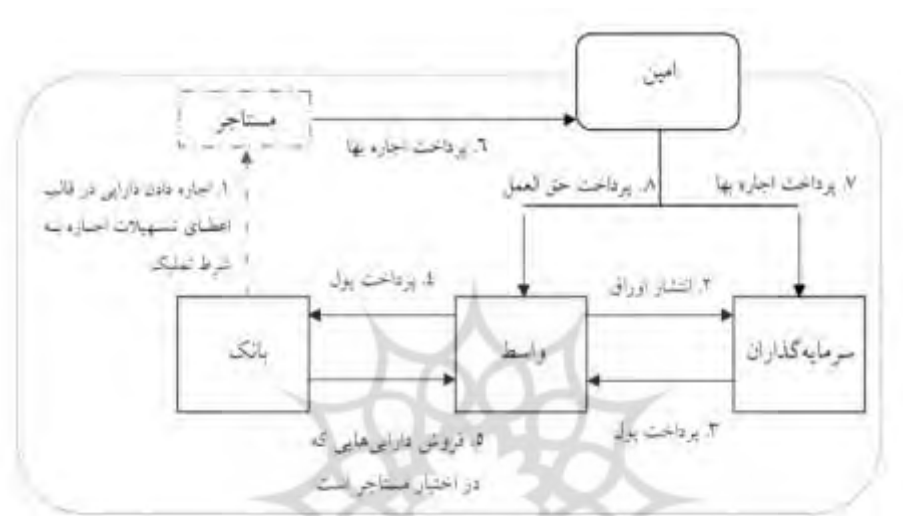 امین
مستاجر
۶. پرداخت اجاره بها
۷. پرداخت اجاره بها
۸. پرداخت حق العمل
۱. اجاره دادن دارایی در قالب
اعطای تسهیلات اجاره به
شرط تملیک
۴. پرداخت پول
۲. انتشار اوراق
بانک
واسط
سرمایه‌گذاران
۵. فروش دارایی‌هایی که
در اختیار مستاجر است
۳. پرداخت پول